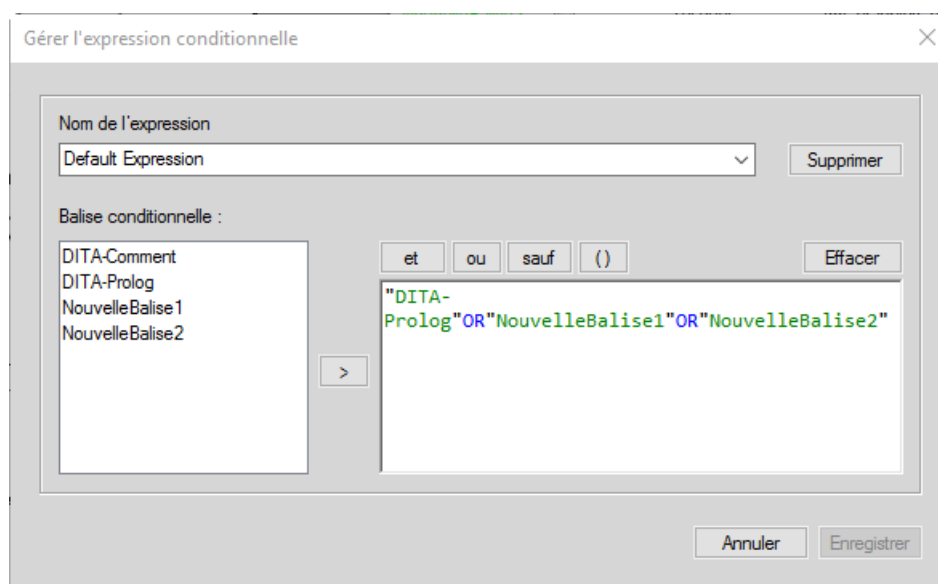 Gérer l'expression conditionnelle
Nom de l'expression
Default Expression
Supprimer
Balise conditionnelle :
DITA-Comment
DITA-Prolog
NouvelleBalise1
NouvelleBalise2
>
et ou sauf () Effacer
"DITA-
Prolog"OR"NouvelleBalise1"OR"NouvelleBalise2"
Annuler Enregistrer